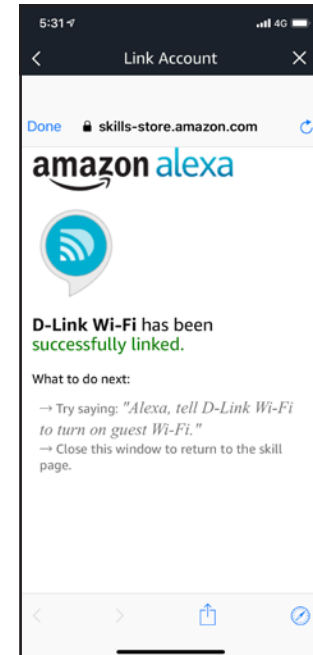 5:31 4G
Link Account
Done skills-store.amazon.com
amazon alexa
D-Link Wi-Fi has been
successfully linked.
What to do next:
→ Try saying: "Alexa, tell D-Link Wi-Fi
to turn on guest Wi-Fi."
→ Close this window to return to the skill
page.